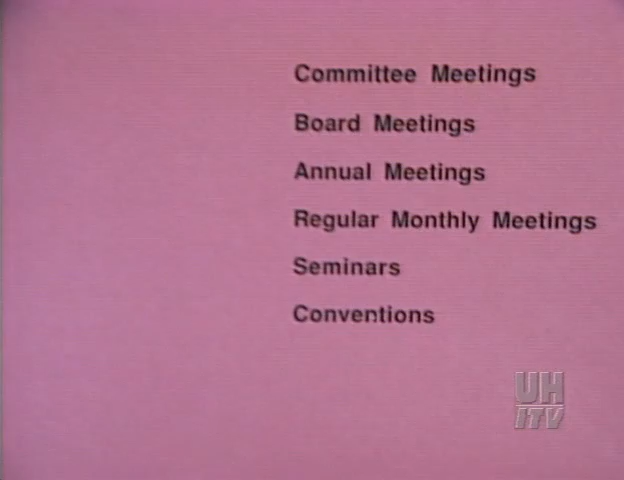 Committee Meetings
Board Meetings
Annual Meetings
Regular Monthly Meetings
Seminars
Conventions
UH
ITV